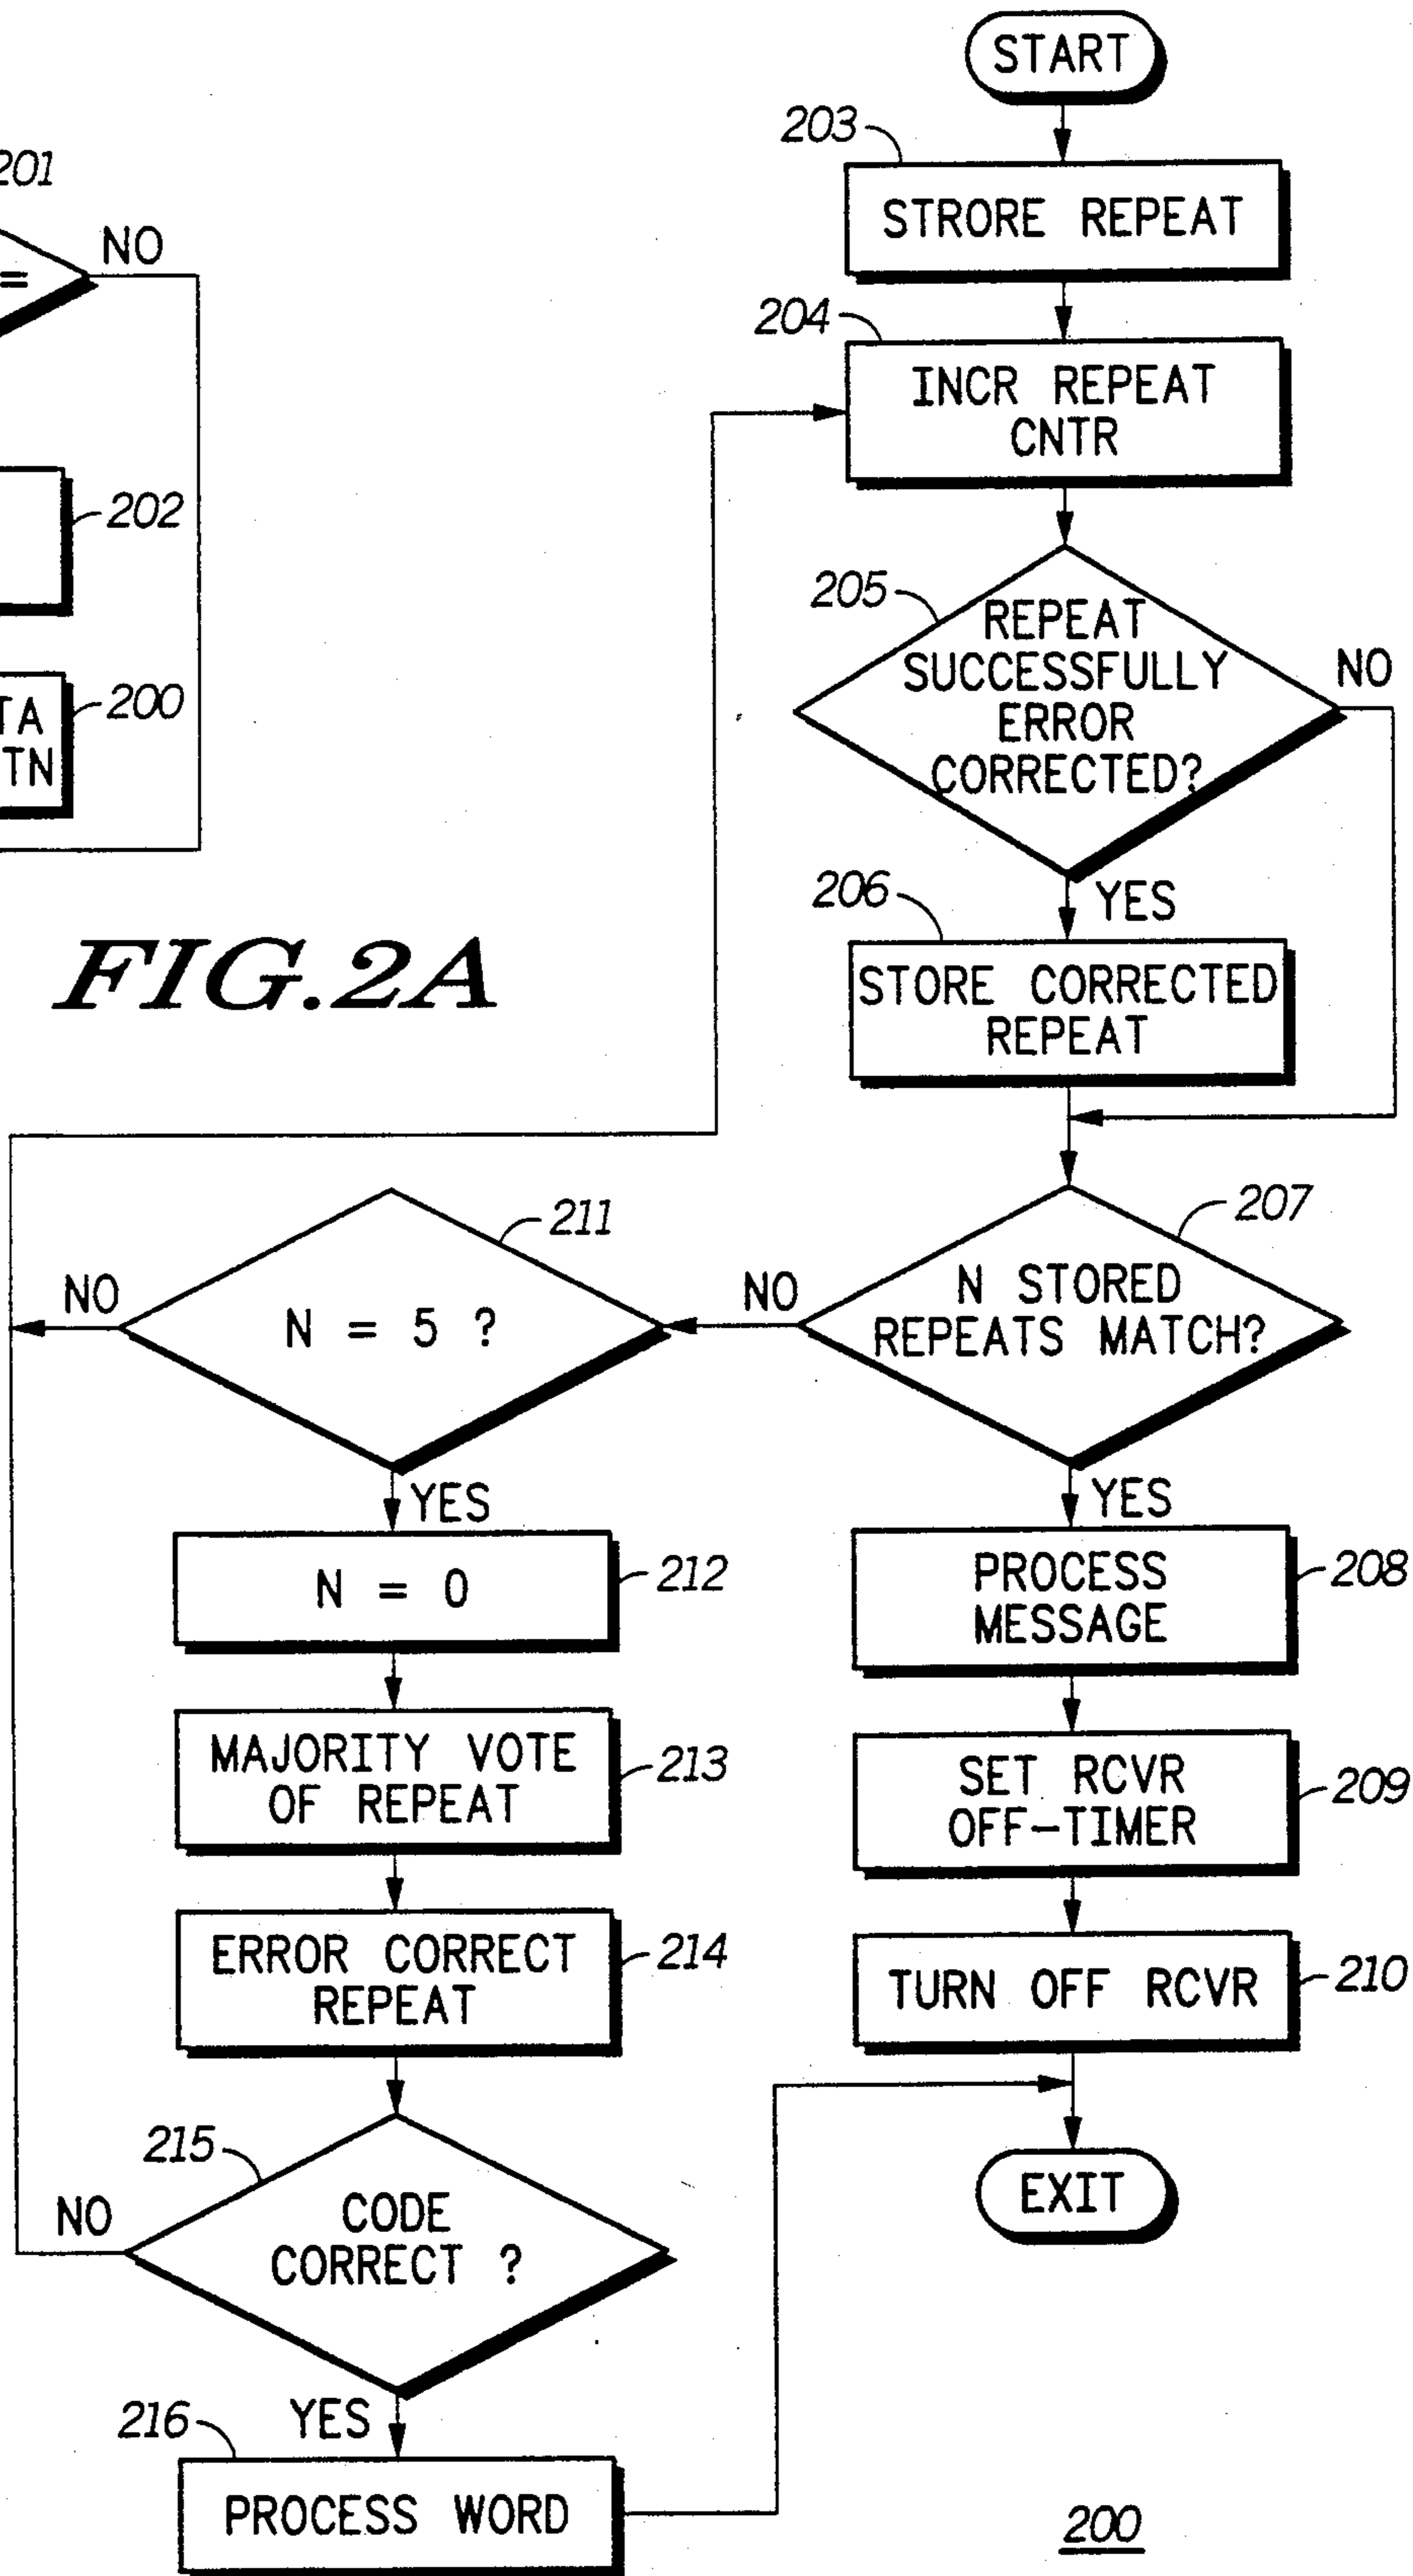 201
NO
=
202
TA
TN
200
FIG.2A
START
203
STRORE REPEAT
204
INCR REPEAT
CNTR
205
REPEAT
SUCCESSFULLY
ERROR
CORRECTED?
NO
YES
206
STORE CORRECTED
REPEAT
207
N STORED
REPEATS MATCH?
NO
YES
211
N = 5 ?
NO
YES
212
N = 0
213
MAJORITY VOTE
OF REPEAT
214
ERROR CORRECT
REPEAT
215
CODE
CORRECT ?
NO
YES
216
PROCESS WORD
208
PROCESS
MESSAGE
209
SET RCVR
OFF-TIMER
210
TURN OFF RCVR
EXIT
200